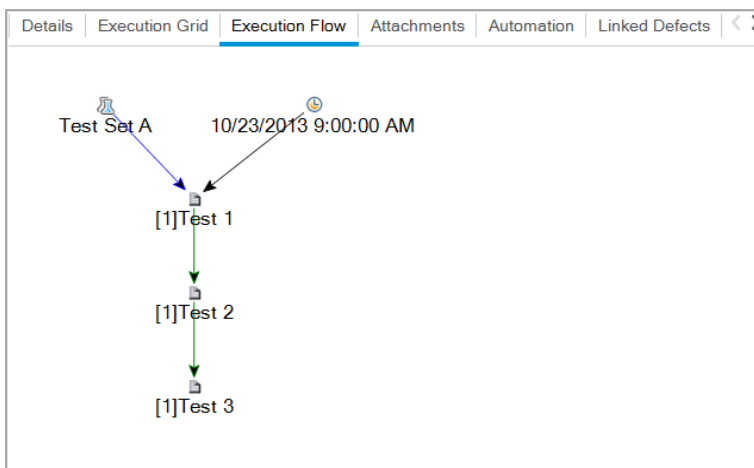 Details Execution Grid Execution Flow Attachments Automation Linked Defects
Test Set A 10/23/2013 9:00:00 AM
[1]Test 1
[1]Test 2
[1]Test 3